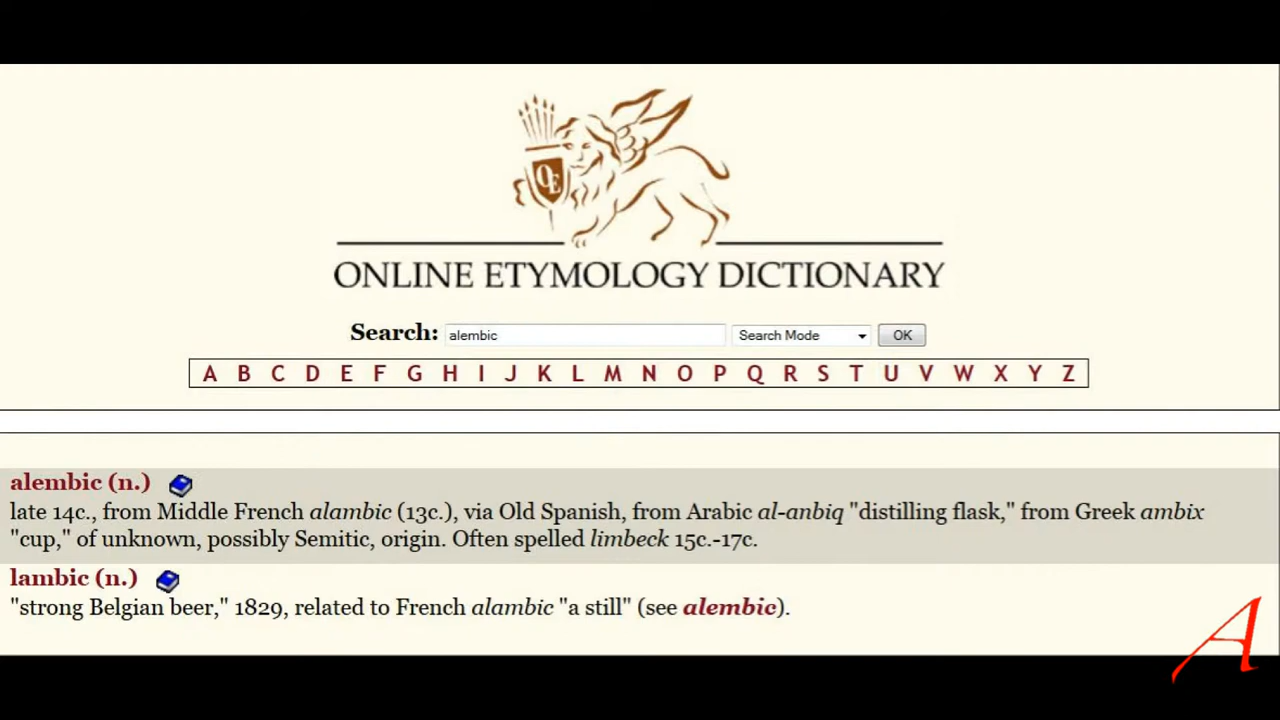 OE
ONLINE ETYMOLOGY DICTIONARY
Search: alembic Search Mode OK
A B C D E F G H I J K L M N O P Q R S T U V W X Y Z
alembic (n.)
late 14c., from Middle French alambic (13c.), via Old Spanish, from Arabic al-anbiq "distilling flask," from Greek ambix
"cup," of unknown, possibly Semitic, origin. Often spelled limbeck 15c.-17c.
lambic (n.)
"strong Belgian beer," 1829, related to French alambic "a still" (see alembic).
A